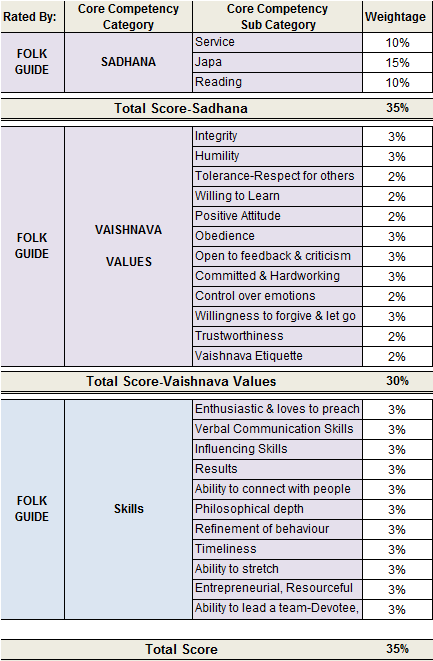 Rated By: Core Competency Category Core Competency Sub Category Weightage
FOLK GUIDE SADHANA Service 10%
Japa 15%
Reading 10%
Total Score-Sadhana 35%
FOLK GUIDE VAISHNAVA VALUES Integrity 3%
Humility 3%
Tolerance-Respect for others 2%
Willing to Learn 2%
Positive Attitude 2%
Obedience 3%
Open to feedback & criticism 3%
Committed & Hardworking 3%
Control over emotions 2%
Willingness to forgive & let go 3%
Trustworthiness 2%
Vaishnava Etiquette 2%
Total Score-Vaishnava Values 30%
FOLK GUIDE Skills Enthusiastic & loves to preach 3%
Verbal Communication Skills 3%
Influencing Skills 3%
Results 3%
Ability to connect with people 3%
Philosophical depth 3%
Refinement of behaviour 3%
Timeliness 3%
Ability to stretch 3%
Entrepreneurial, Resourceful 3%
Ability to lead a team-Devotee, 3%
Total Score 35%